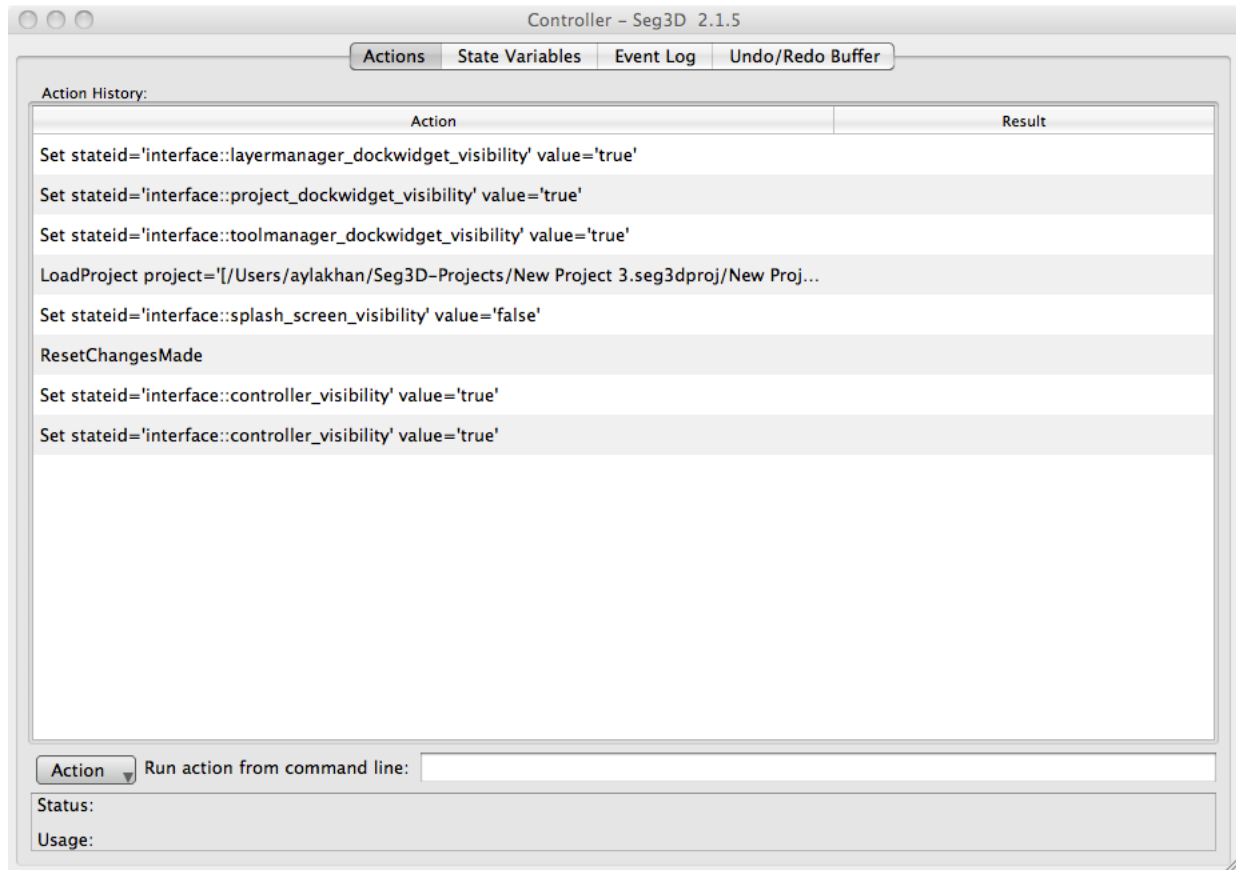 Controller – Seg3D 2.1.5
Actions State Variables Event Log Undo/Redo Buffer
Action History:
Action Result
Set stateid='interface::layermanager_dockwidget_visibility' value='true'
Set stateid='interface::project_dockwidget_visibility' value='true'
Set stateid='interface::toolmanager_dockwidget_visibility' value='true'
LoadProject project='[/Users/aylakhan/Seg3D-Projects/New Project 3.seg3dproj/New Proj...
Set stateid='interface::splash_screen_visibility' value='false'
ResetChangesMade
Set stateid='interface::controller_visibility' value='true'
Set stateid='interface::controller_visibility' value='true'
Action Run action from command line:
Status:
Usage: